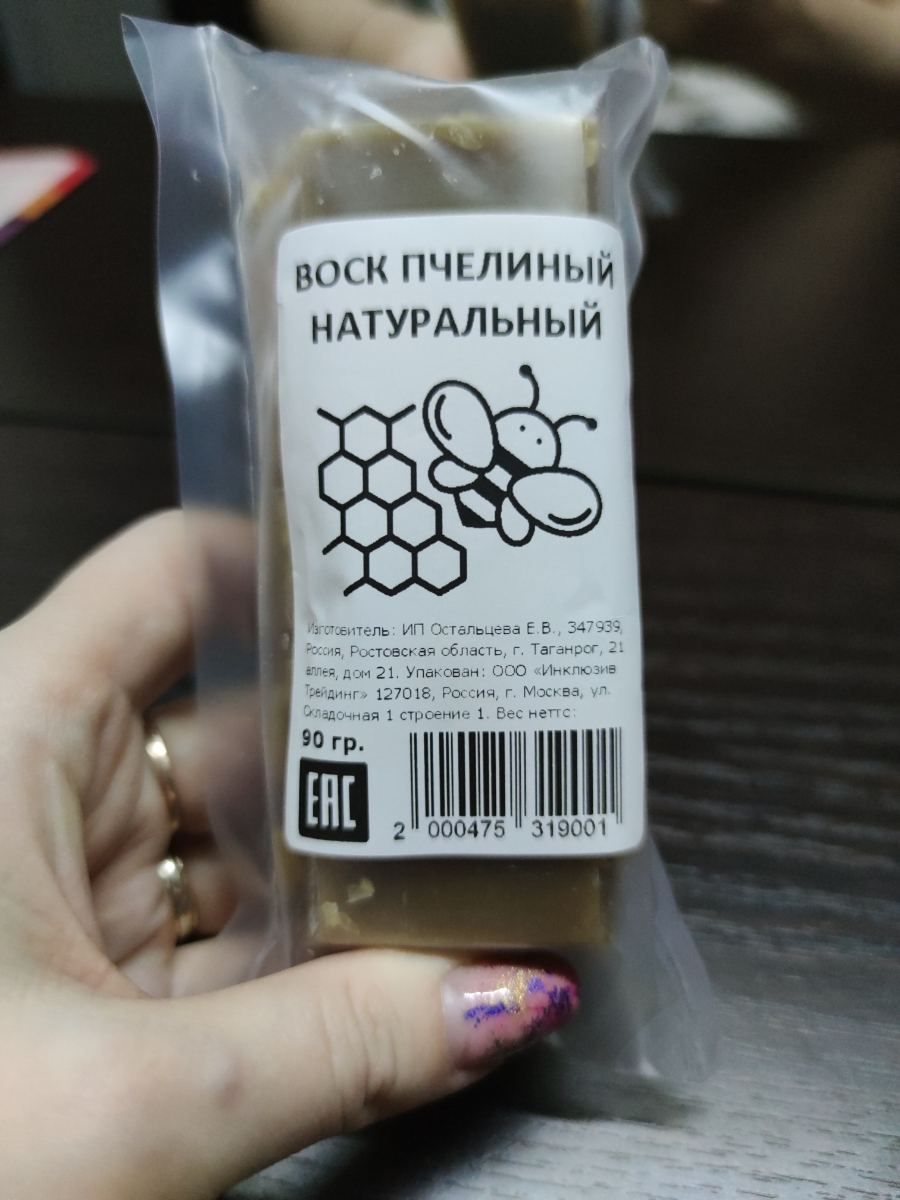 ВОСК ПЧЕЛИНЫЙ
НАТУРАЛЬНЫЙ
Изготовитель: ИП Остальцева Е.В., 347939,
Россия, Ростовская область, г. Таганрог, 21
аллея, дом 21. Упакован: ООО «Инклюзив
Трейдинг» 127018, Россия, г. Москва, ул.
Складочная 1 строение 1. Вес нетто:
90 гр.
EAC
2 000475 319001